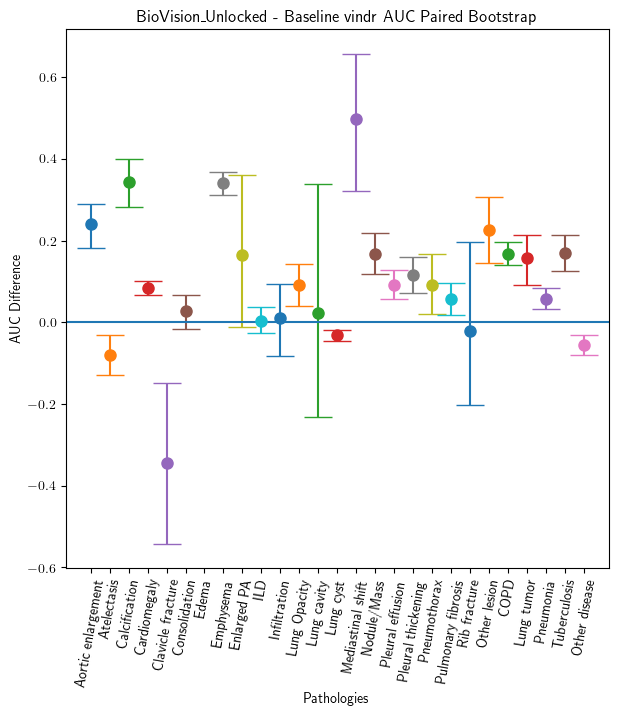 BioVision_Unlocked - Baseline vindr AUC Paired Bootstrap
AUC Difference
0.6
0.4
0.2
0.0
−0.2
−0.4
−0.6
Aortic enlargement
Atelectasis
Calcification
Cardiomegaly
Clavicle fracture
Consolidation
Edema
Emphysema
Enlarged PA
ILD
Infiltration
Lung Opacity
Lung cavity
Lung cyst
Mediastinal shift
Nodule/Mass
Pleural effusion
Pleural thickening
Pneumothorax
Pulmonary fibrosis
Rib fracture
Other lesion
COPD
Lung tumor
Pneumonia
Tuberculosis
Other disease
Pathologies